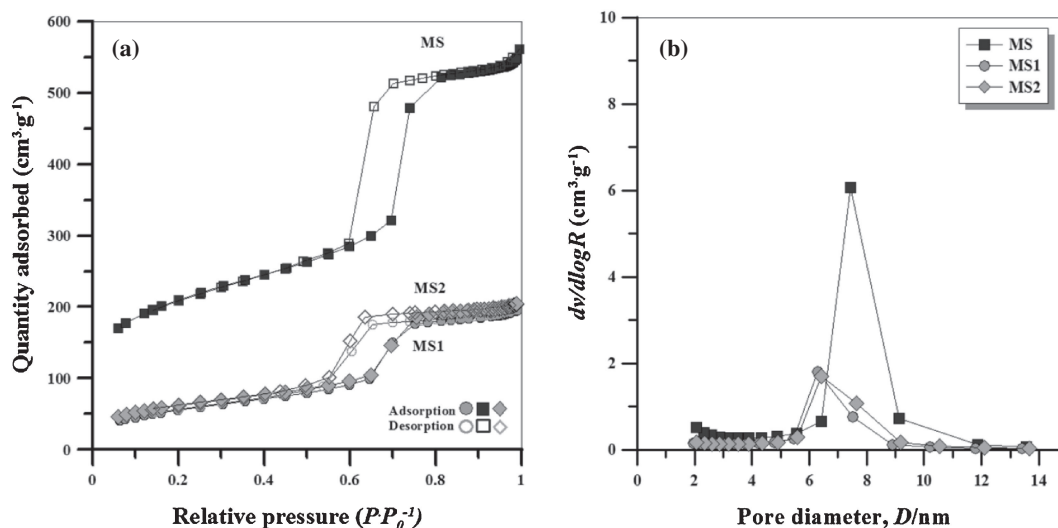 (a)
MS
MS2
MS1
Adsorption
Desorption
600
500
400
300
200
100
0
0 0.2 0.4 0.6 0.8 1
Quantity adsorbed (cm³·g⁻¹)
Relative pressure (P·P₀⁻¹)
(b)
MS
MS1
MS2
10
8
6
4
2
0
0 2 4 6 8 10 12 14
dv/dlogR (cm³·g⁻¹)
Pore diameter, D/nm